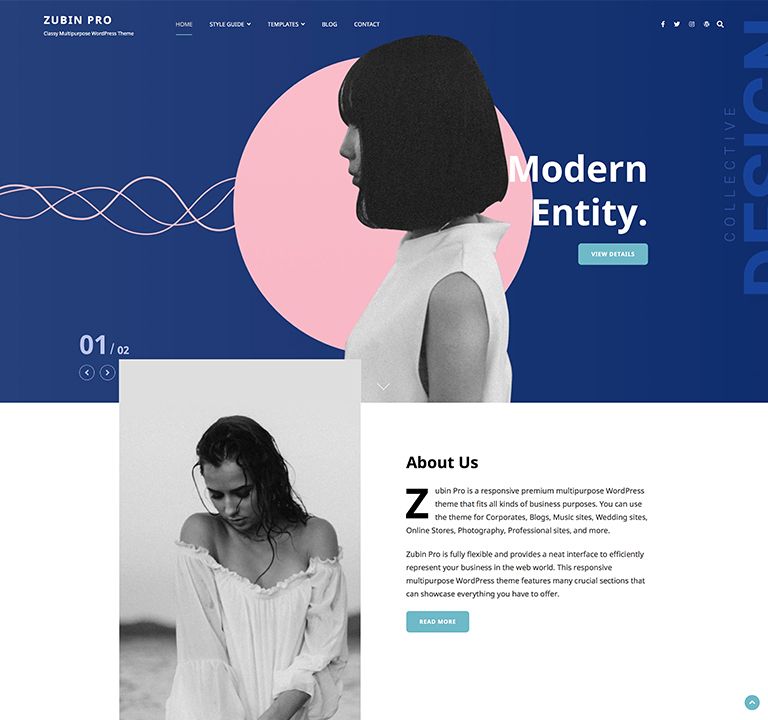 ZUBIN PRO
Classy Multipurpose WordPress Theme
HOME STYLE GUIDE TEMPLATES BLOG CONTACT
COLLECTIVE
DESIGN
Modern
Entity.
VIEW DETAILS
01 / 02
About Us
Zubin Pro is a responsive premium multipurpose WordPress
theme that fits all kinds of business purposes. You can use
the theme for Corporates, Blogs, Music sites, Wedding sites,
Online Stores, Photography, Professional sites, and more.
Zubin Pro is fully flexible and provides a neat interface to efficiently
represent your business in the web world. This responsive
multipurpose WordPress theme features many crucial sections that
can showcase everything you have to offer.
READ MORE